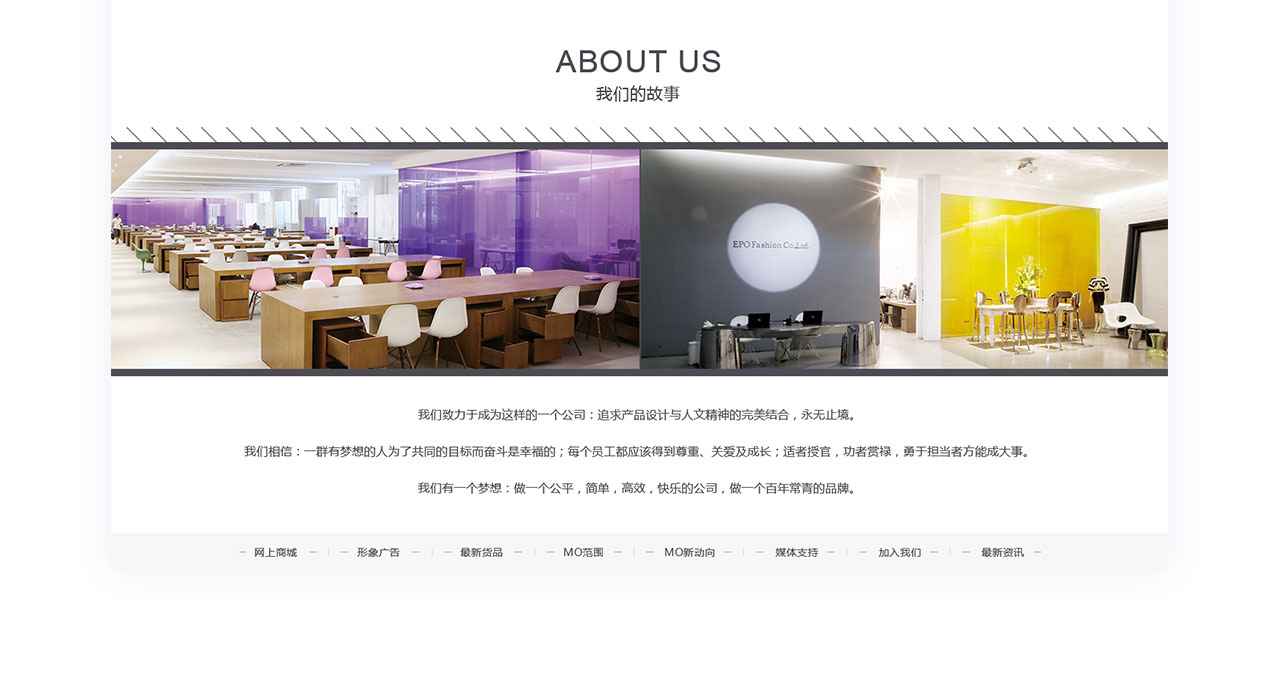 ABOUT US
我们的故事
EPO Fashion Co.,Ltd.
我们致力于成为这样的一个公司：追求产品设计与人文精神的完美结合，永无止境。
我们相信：一群有梦想的人为了共同的目标而奋斗是幸福的；每个员工都应该得到尊重、关爱及成长；适者授官，功者赏禄，勇于担当者方能成大事。
我们有一个梦想：做一个公平，简单，高效，快乐的公司，做一个百年常青的品牌。
网上商城 形象广告 最新货品 MO范围 MO新动向 媒体支持 加入我们 最新资讯